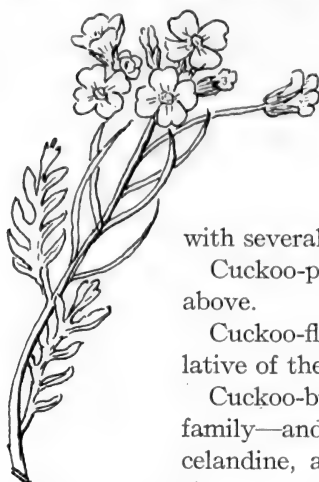 with several
Cuckoo-p
above.
Cuckoo-fl
lative of the
Cuckoo-b
family—and
celandine, a